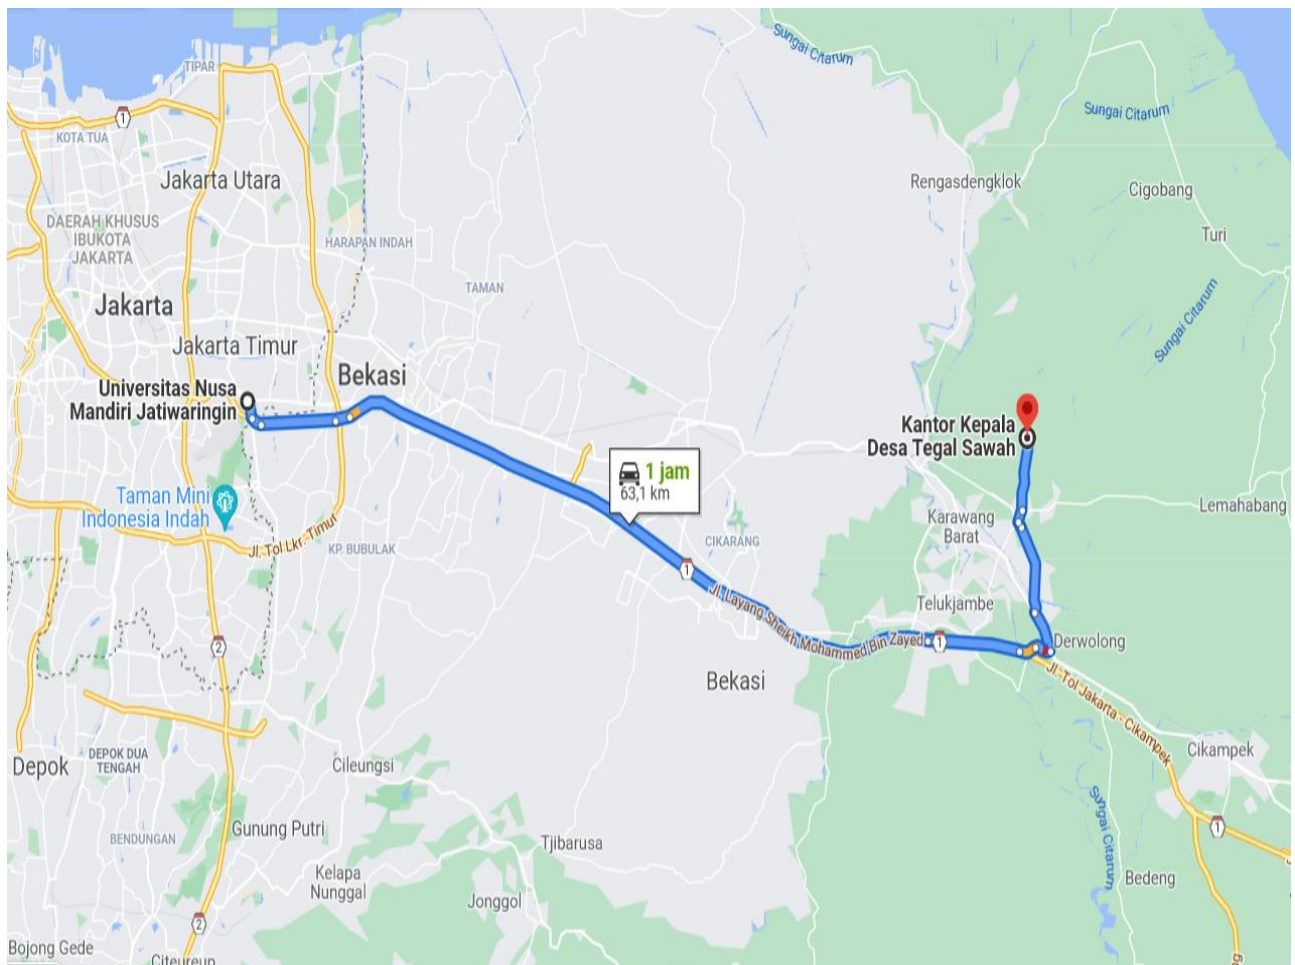 TIPAR
Sungai Citarum
1
KOTA TUA
Sungai Citarum
Jakarta Utara
Rengasdengklok
Cigobang
DAERAH KHUSUS
IBUKOTA
JAKARTA
HARAPAN INDAH
Turi
TAMAN
Jakarta
Sungai Citarum
Jakarta Timur
Bekasi
Universitas Nusa
Mandiri Jatiwaringin
Kantor Kepala
Desa Tegal Sawah
1 jam
63,1 km
Taman Mini
Indonesia Indah
Lemahabang
Karawang
Barat
Jl. Tol Lkr. Timur
KP. BUBULAK
CIKARANG
1
Jl. Layang Sheikh Mohammed Bin Zayed
Telukjambe
1
Derwolong
2
Bekasi
Jl. Tol Jakarta - Cikampek
Depok
DEPOK DUA
TENGAH
Cileungsi
Cikampek
Sungai Citarum
1
Gunung Putri
BENDUNGAN
Tjibarusa
Kelapa
Nunggal
Bedeng
Jonggol
2
Bojong Gede
Citeureup